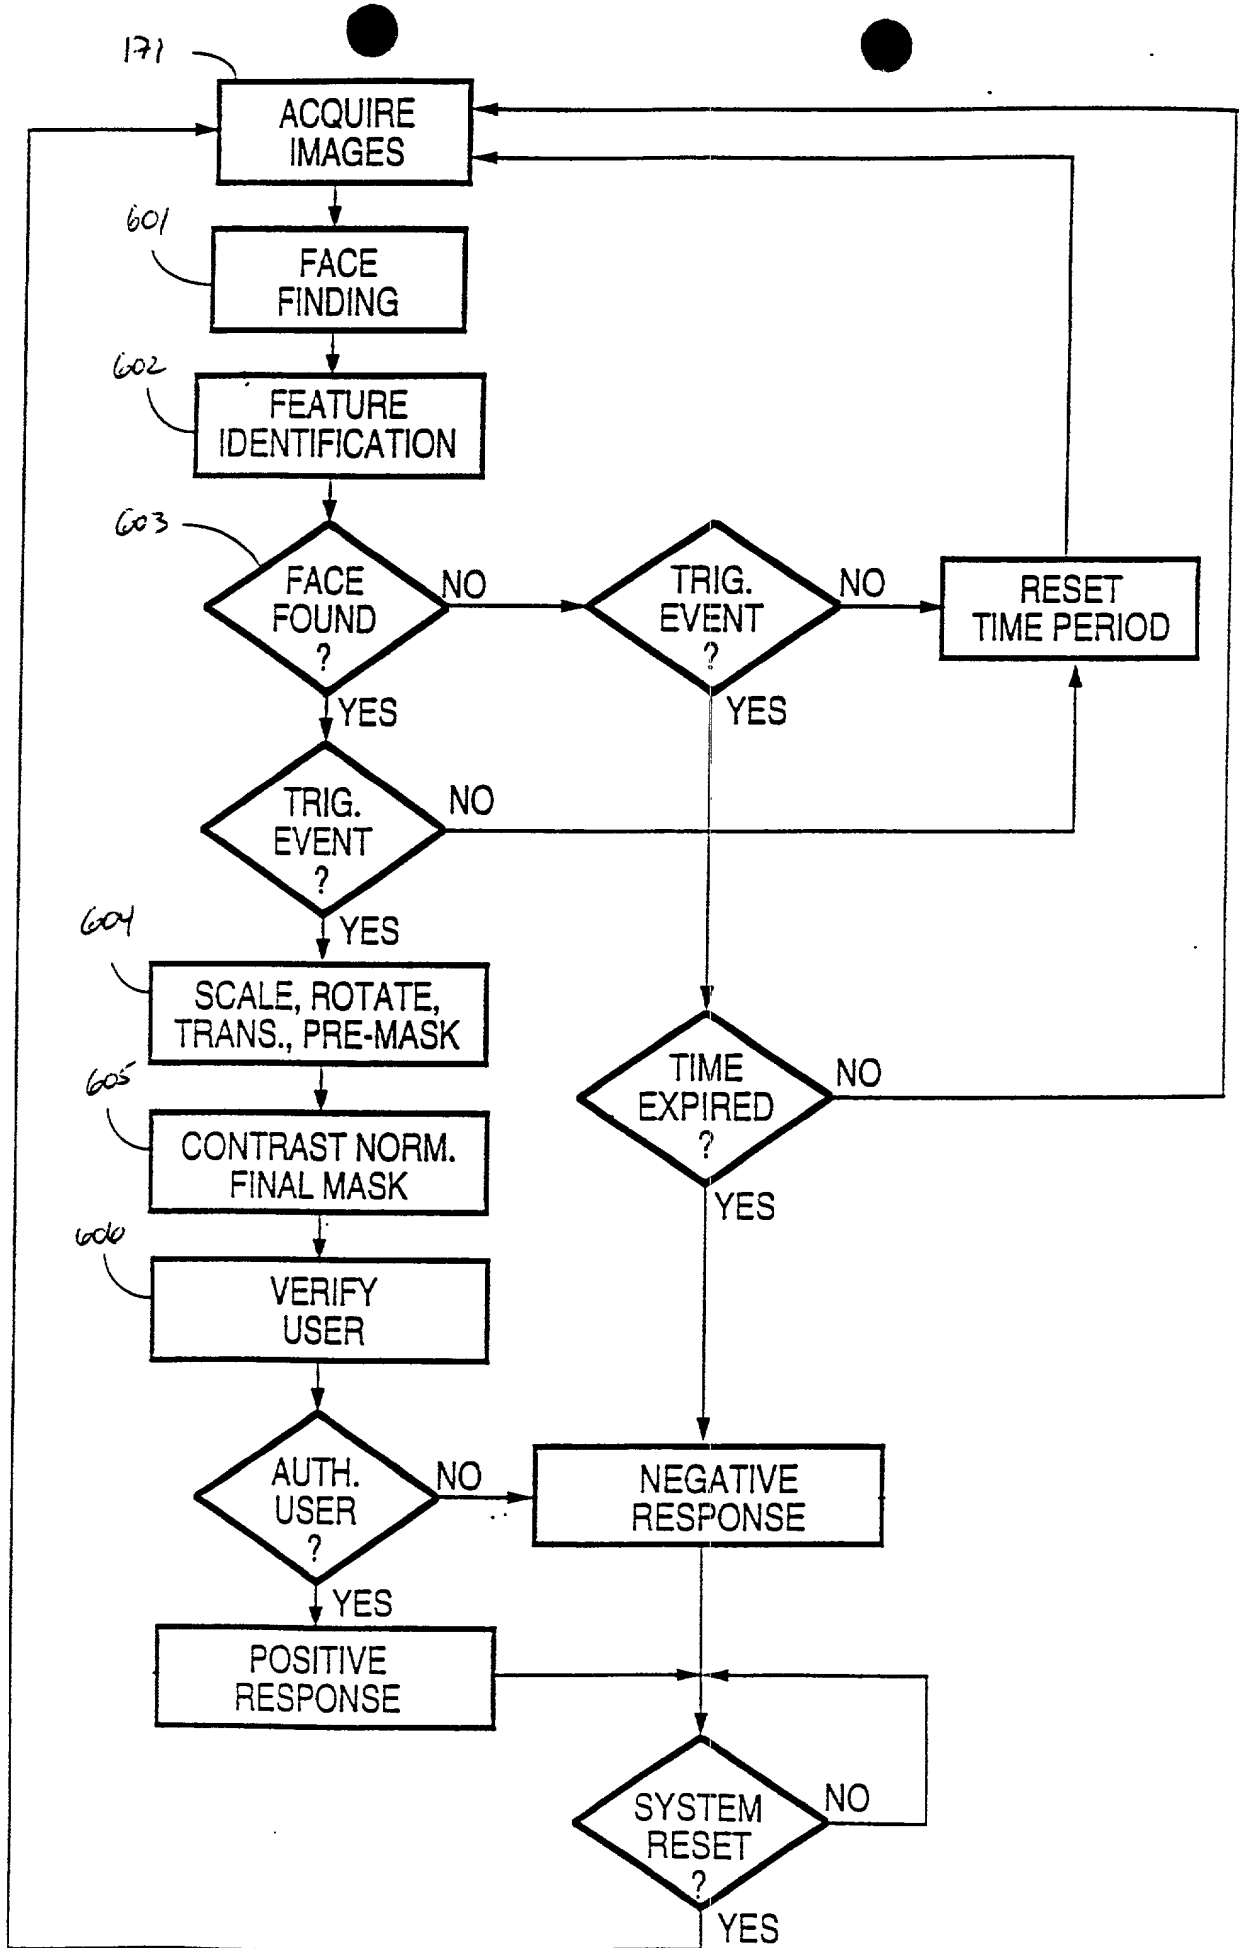 171
ACQUIRE
IMAGES
601
FACE
FINDING
602
FEATURE
IDENTIFICATION
603
FACE
FOUND
?
NO
TRIG.
EVENT
?
NO
RESET
TIME PERIOD
YES
YES
TRIG.
EVENT
?
NO
YES
604
SCALE, ROTATE,
TRANS., PRE-MASK
TIME
EXPIRED
?
NO
YES
605
CONTRAST NORM.
FINAL MASK
606
VERIFY
USER
AUTH.
USER
?
NO
NEGATIVE
RESPONSE
YES
POSITIVE
RESPONSE
SYSTEM
RESET
?
NO
YES